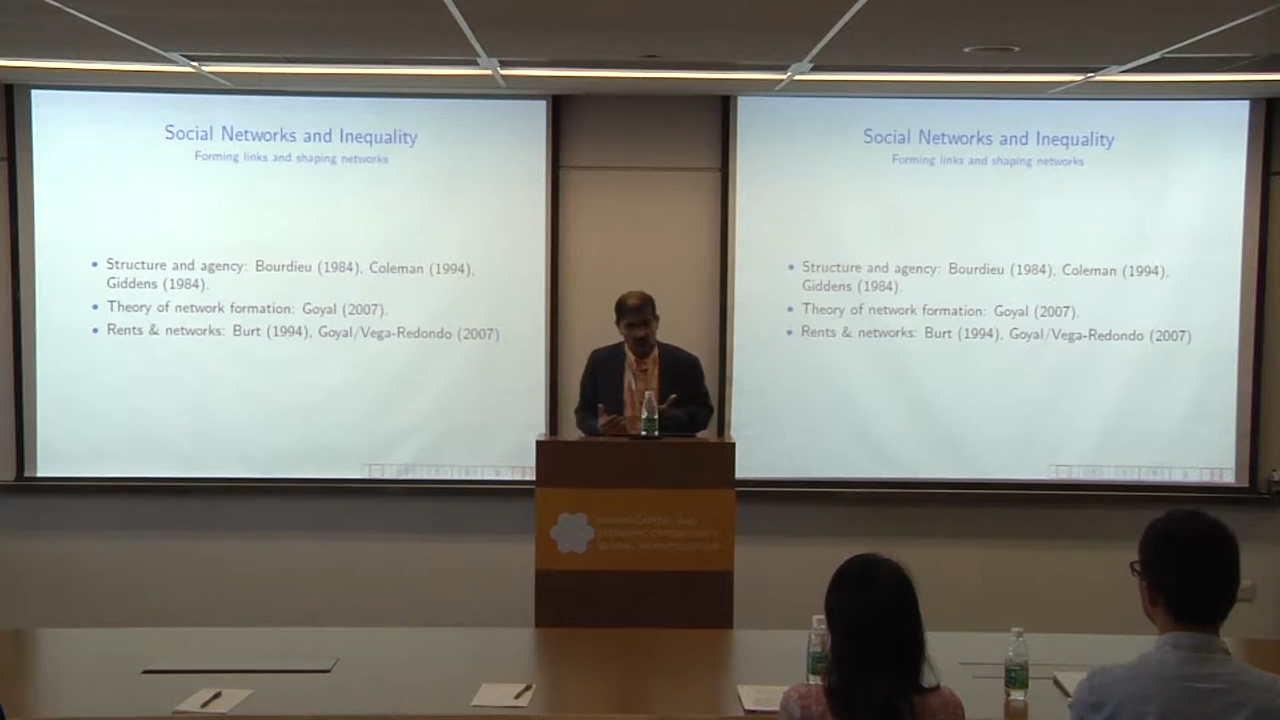 Social Networks and Inequality
Forming links and shaping networks
• Structure and agency: Bourdieu (1984), Coleman (1994),
Giddens (1984).
• Theory of network formation: Goyal (2007).
• Rents & networks: Burt (1994), Goyal/Vega-Redondo (2007)
Social Networks and Inequality
Forming links and shaping networks
• Structure and agency: Bourdieu (1984), Coleman (1994),
Giddens (1984).
• Theory of network formation: Goyal (2007).
• Rents & networks: Burt (1994), Goyal/Vega-Redondo (2007)